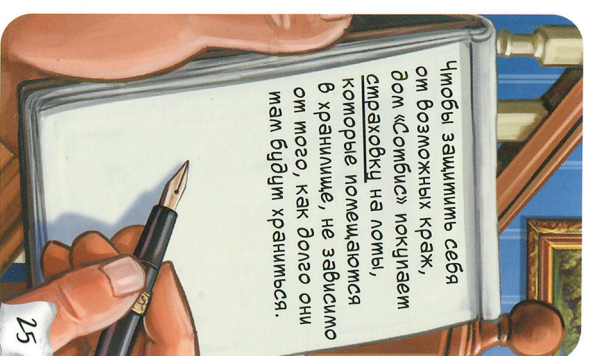 Чтобы защитить себя
от возможных краж,
дом «Сотбис» покупает
страховку на лоты,
которые помещаются
в хранилище, не зависимо
от того, как долго они
там будут храниться.
25